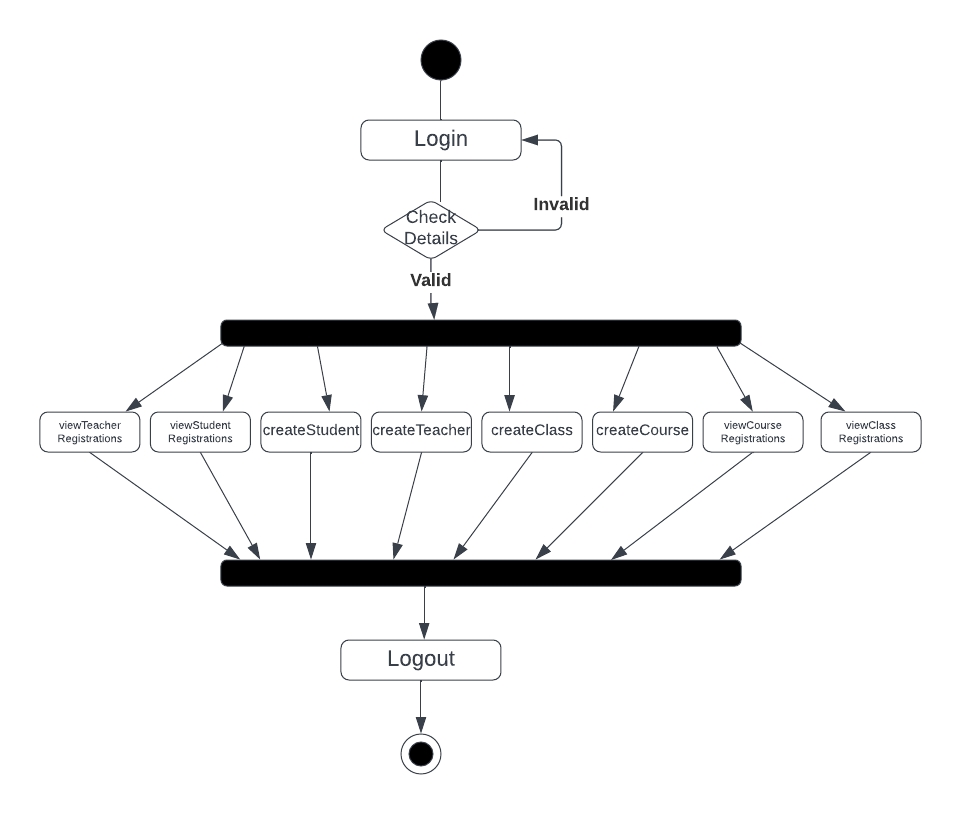 Login
Invalid
Check
Details
Valid
viewTeacher
Registrations
viewStudent
Registrations
createStudent
createTeacher
createClass
createCourse
viewCourse
Registrations
viewClass
Registrations
Logout